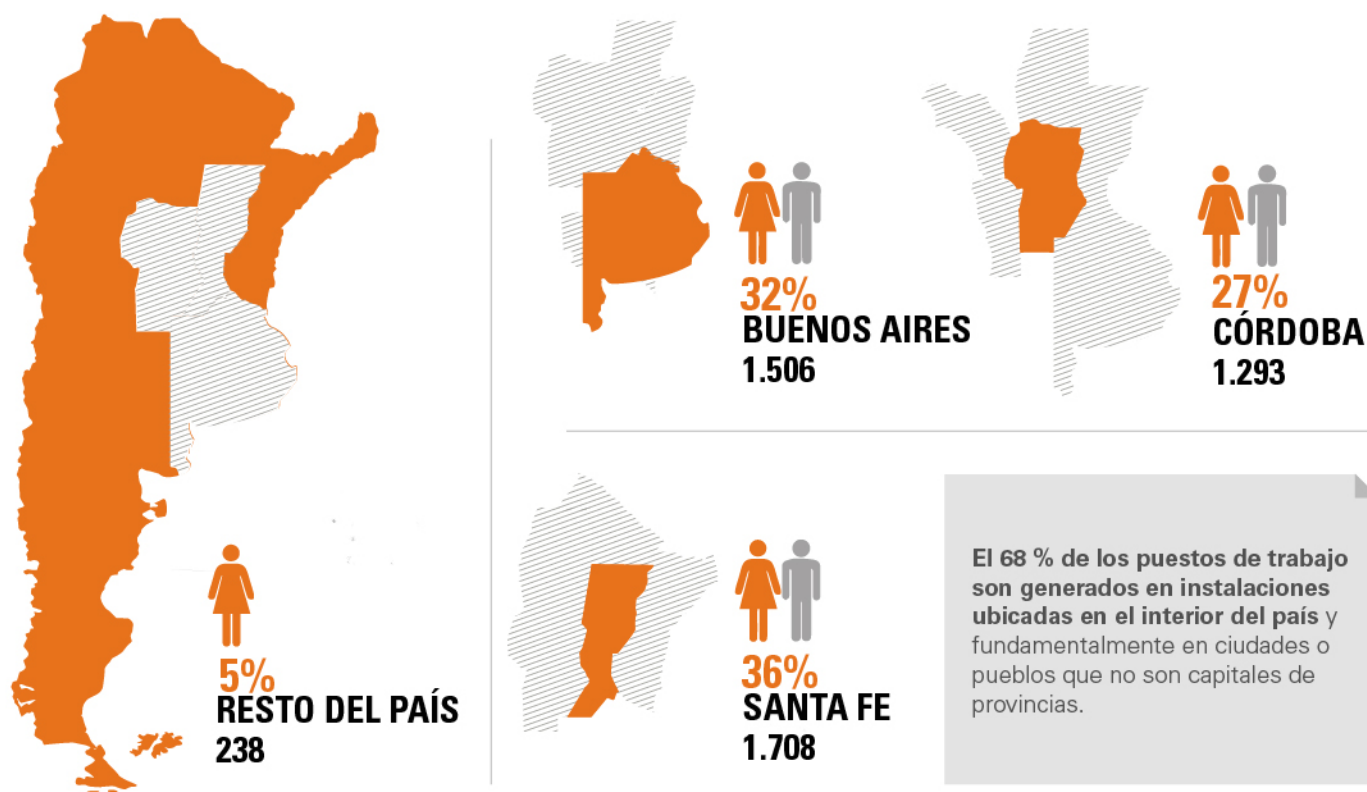 32%
BUENOS AIRES
1.506
27%
CÓRDOBA
1.293
5%
RESTO DEL PAÍS
238
36%
SANTA FE
1.708
El 68 % de los puestos de trabajo
son generados en instalaciones
ubicadas en el interior del país y
fundamentalmente en ciudades o
pueblos que no son capitales de
provincias.